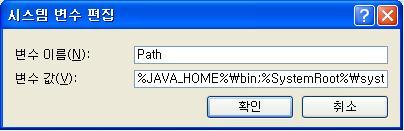 시스템 변수 편집
변수 이름(N): Path
변수 값(V): %JAVA_HOME%₩bin;%SystemRoot%₩syst
확인 취소